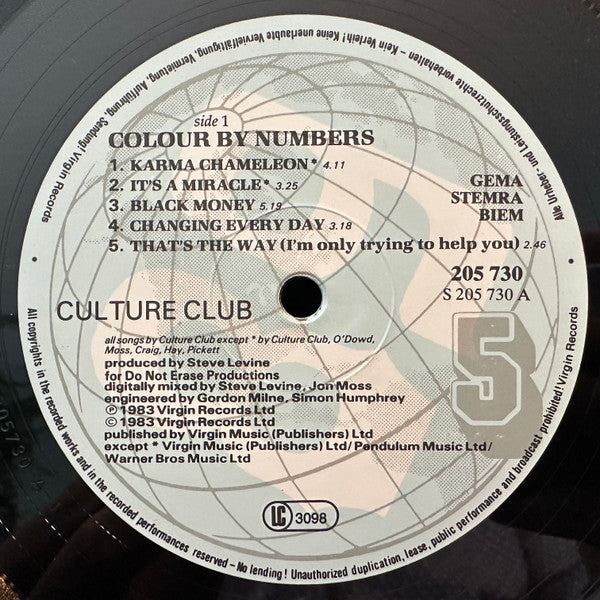 Alle Urheber- und Leistungsschutzrechte vorbehalten – Kein Verleih! Keine unerlaubte Vervielfältigung, Vermietung, Aufführung, Sendung! Virgin Records
side 1
COLOUR BY NUMBERS
1. KARMA CHAMELEON* 4.11
2. IT'S A MIRACLE* 3.25
3. BLACK MONEY 5.19
4. CHANGING EVERY DAY 3.18
5. THAT'S THE WAY (I'm only trying to help you) 2.46
GEMA
STEMRA
BIEM
205 730
S 205 730 A
CULTURE CLUB
5
all songs by Culture Club except * by Culture Club, O'Dowd,
Moss, Craig, Hay, Pickett
produced by Steve Levine
for Do Not Erase Productions
digitally mixed by Steve Levine, Jon Moss
engineered by Gordon Milne, Simon Humphrey
℗ 1983 Virgin Records Ltd
© 1983 Virgin Records Ltd
published by Virgin Music (Publishers) Ltd
except * Virgin Music (Publishers) Ltd/Pendulum Music Ltd/
Warner Bros Music Ltd
LC 3098
All copyrights in the recorded works and in the recorded performances reserved – No lending! Unauthorized duplication, lease, public performance and broadcast prohibited! Virgin Records